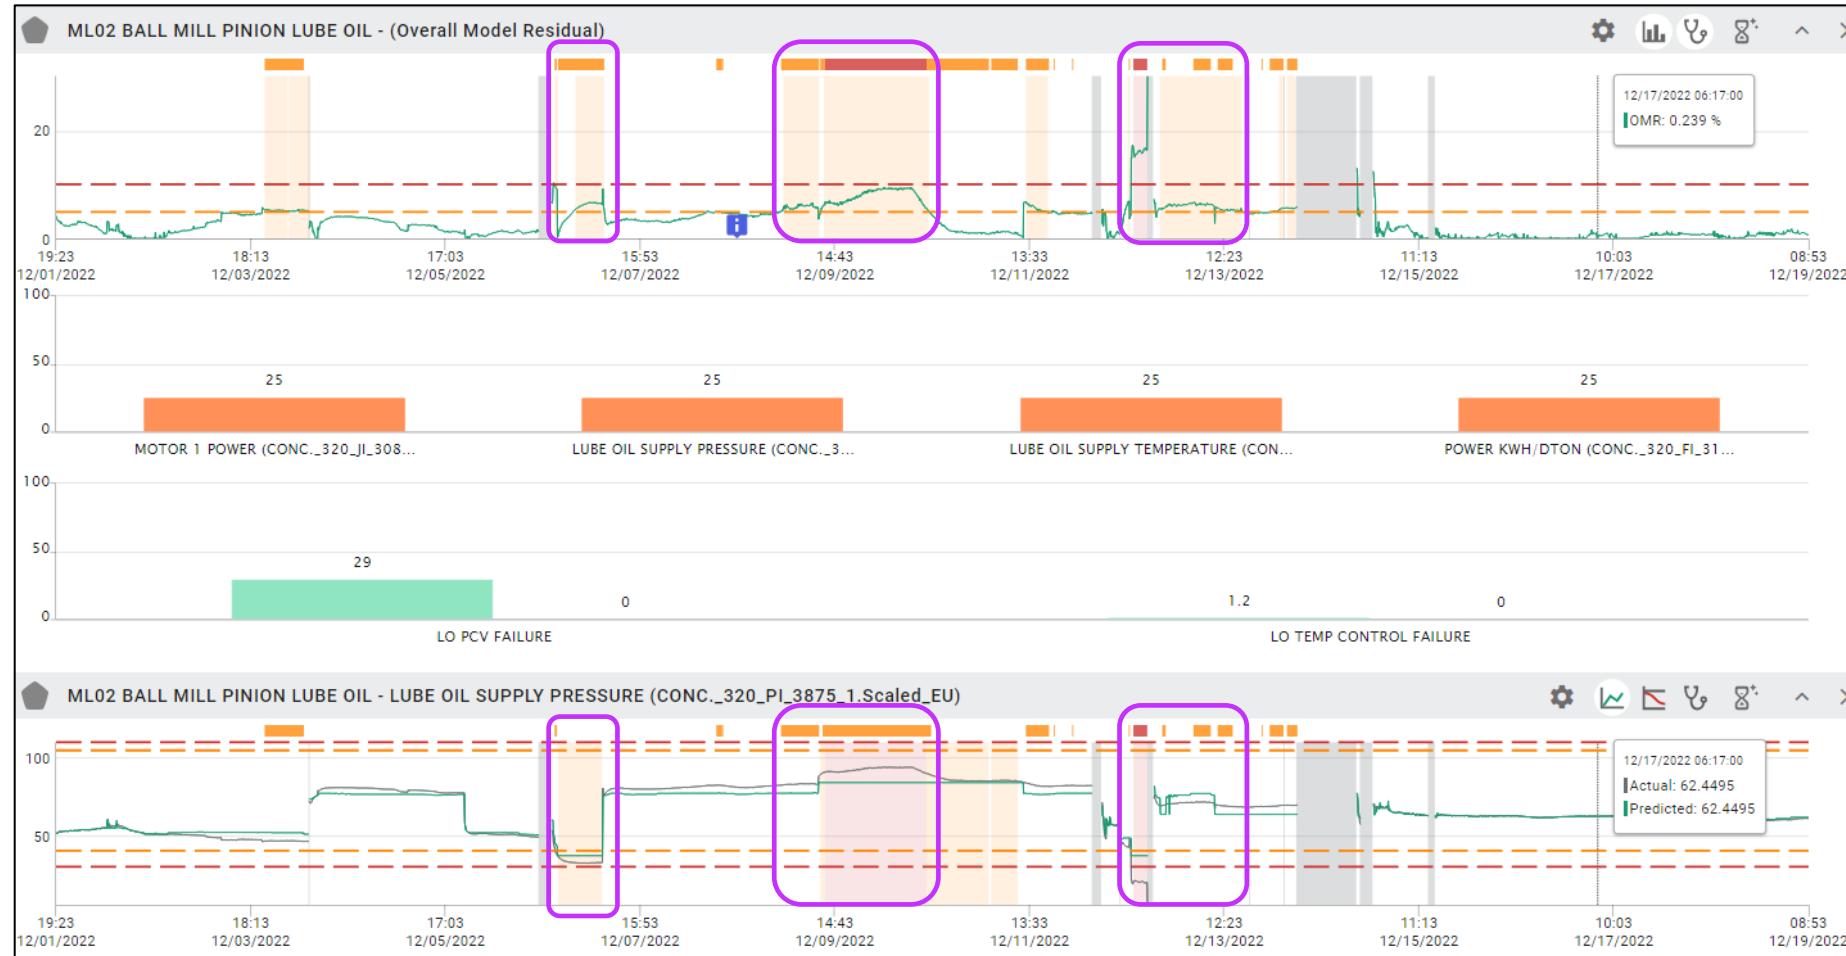 ML02 BALL MILL PINION LUBE OIL - (Overall Model Residual)
12/17/2022 06:17:00
OMR: 0.239 %
20
0
19:23 18:13 17:03 15:53 14:43 13:33 12:23 11:13 10:03 08:53
12/01/2022 12/03/2022 12/05/2022 12/07/2022 12/09/2022 12/11/2022 12/13/2022 12/15/2022 12/17/2022 12/19/2022
100
50
0
25 25 25 25
MOTOR 1 POWER (CONC._320_JI_308... LUBE OIL SUPPLY PRESSURE (CONC._3... LUBE OIL SUPPLY TEMPERATURE (CON... POWER KWH/DTON (CONC._320_FI_31...
100
50
0
29 0 1.2 0
LO PCV FAILURE LO TEMP CONTROL FAILURE
ML02 BALL MILL PINION LUBE OIL - LUBE OIL SUPPLY PRESSURE (CONC._320_PI_3875_1.Scaled_EU)
12/17/2022 06:17:00
Actual: 62.4495
Predicted: 62.4495
100
50
19:23 18:13 17:03 15:53 14:43 13:33 12:23 11:13 10:03 08:53
12/01/2022 12/03/2022 12/05/2022 12/07/2022 12/09/2022 12/11/2022 12/13/2022 12/15/2022 12/17/2022 12/19/2022